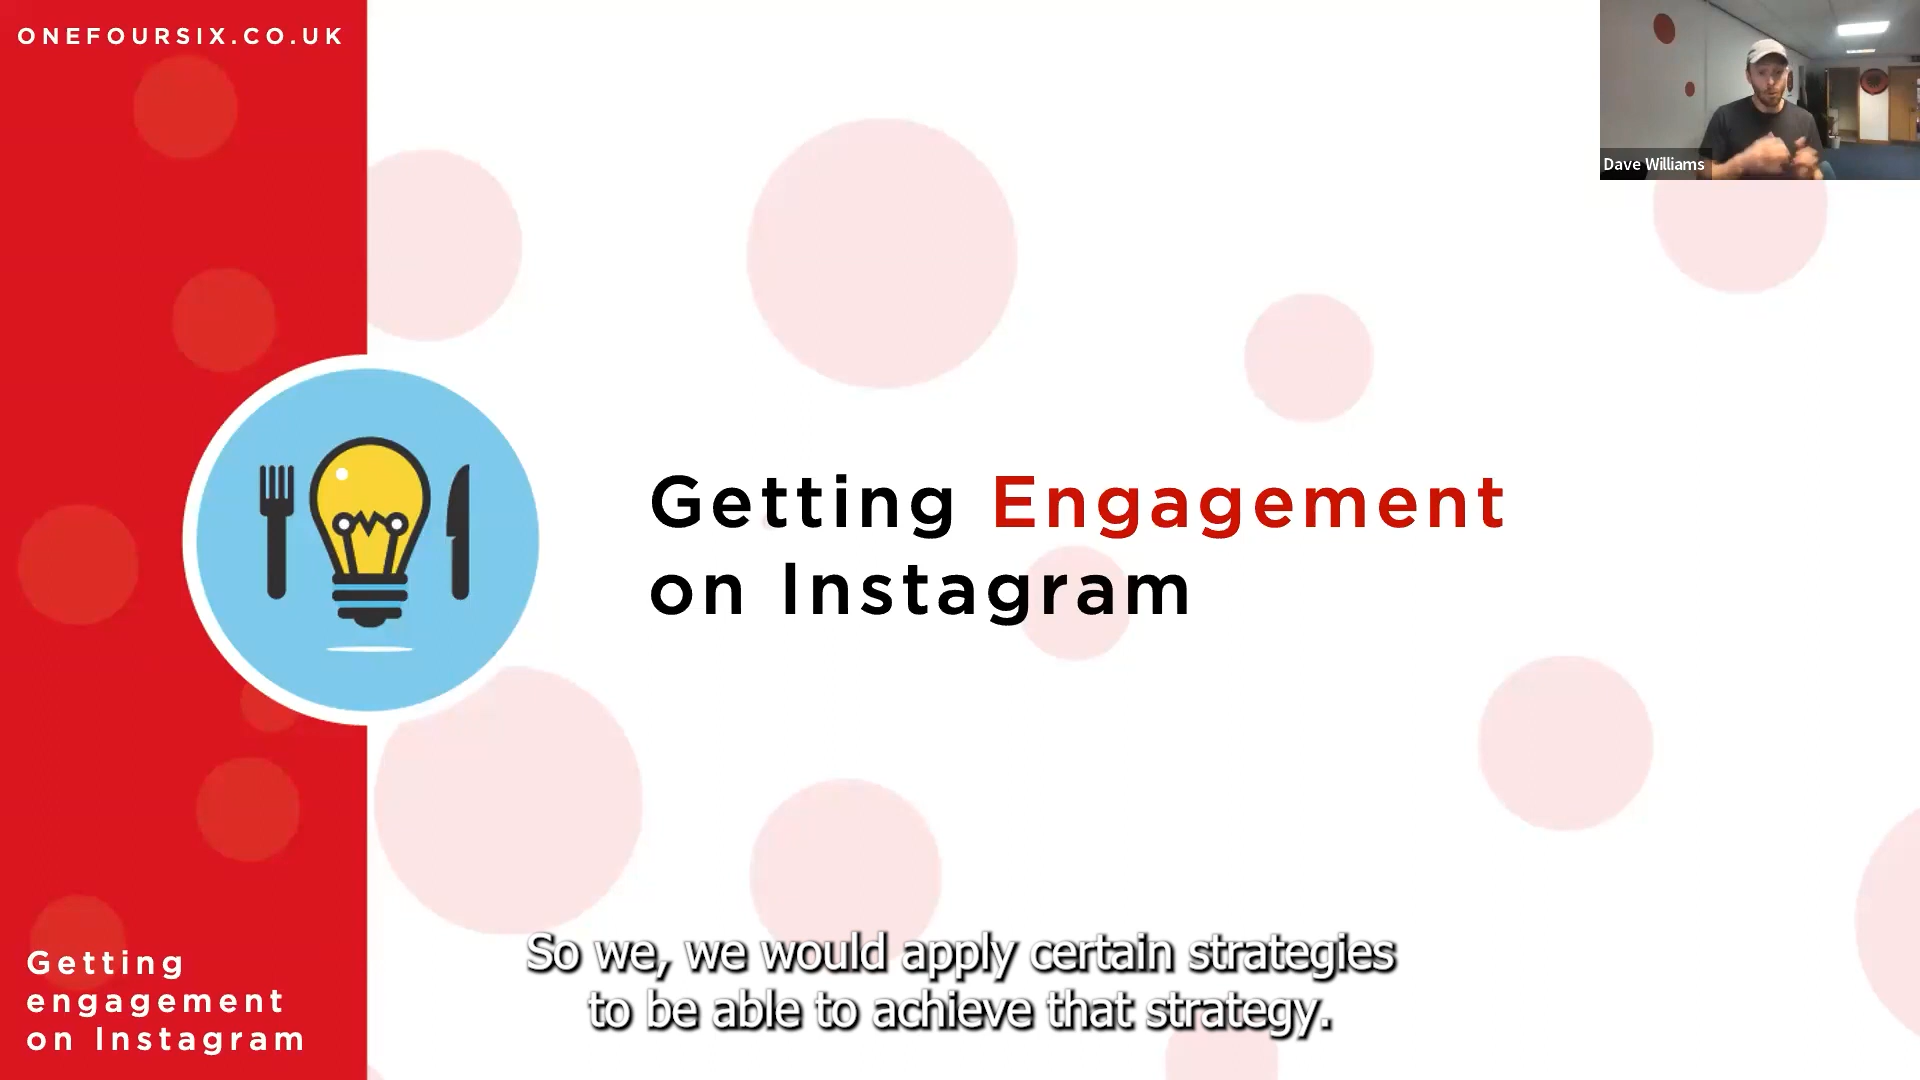 ONEFOURSIX.CO.UK
Dave Williams
Getting Engagement
on Instagram
So we, we would apply certain strategies
to be able to achieve that strategy.
Getting
engagement
on Instagram